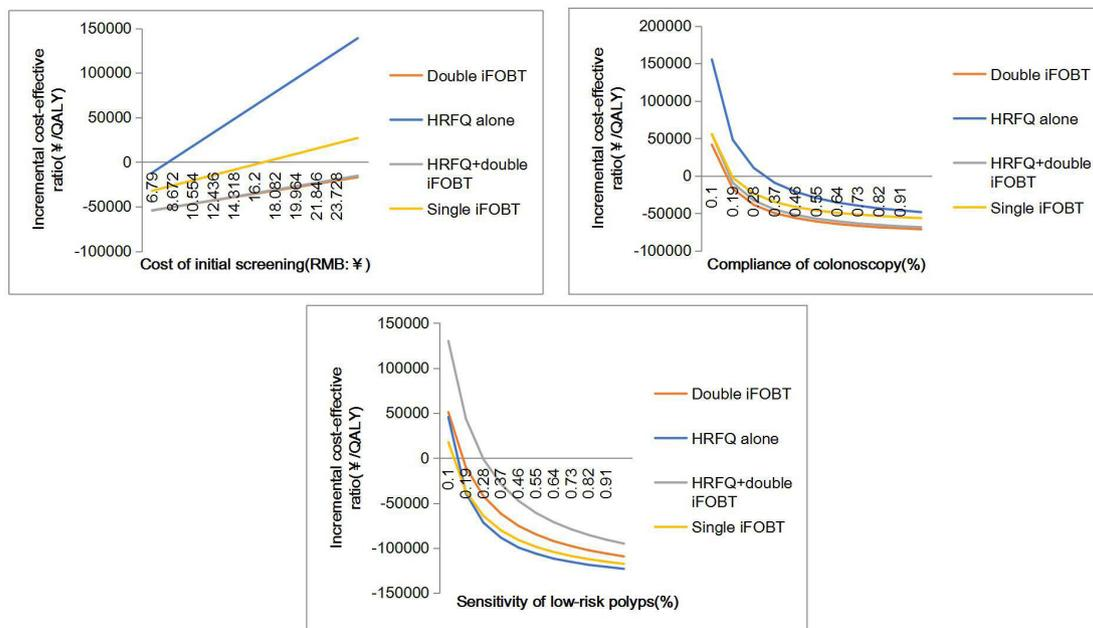 150000
100000
50000
0
-50000
-100000
Incremental cost-effective
ratio(¥/QALY)
6.79
8.672
10.554
12.436
14.318
16.2
18.082
19.964
21.846
23.728
Cost of initial screening(RMB:¥)
Double iFOBT
HRFQ alone
HRFQ+double
iFOBT
Single iFOBT
200000
150000
100000
50000
0
-50000
-100000
Incremental cost-effective
ratio(¥/QALY)
0.1
0.19
0.28
0.37
0.46
0.55
0.64
0.73
0.82
0.91
Compliance of colonoscopy(%)
Double iFOBT
HRFQ alone
HRFQ+double
iFOBT
Single iFOBT
150000
100000
50000
0
-50000
-100000
-150000
Incremental cost-effective
ratio(¥/QALY)
0.1
0.19
0.28
0.37
0.46
0.55
0.64
0.73
0.82
0.91
Sensitivity of low-risk polyps(%)
Double iFOBT
HRFQ alone
HRFQ+double
iFOBT
Single iFOBT